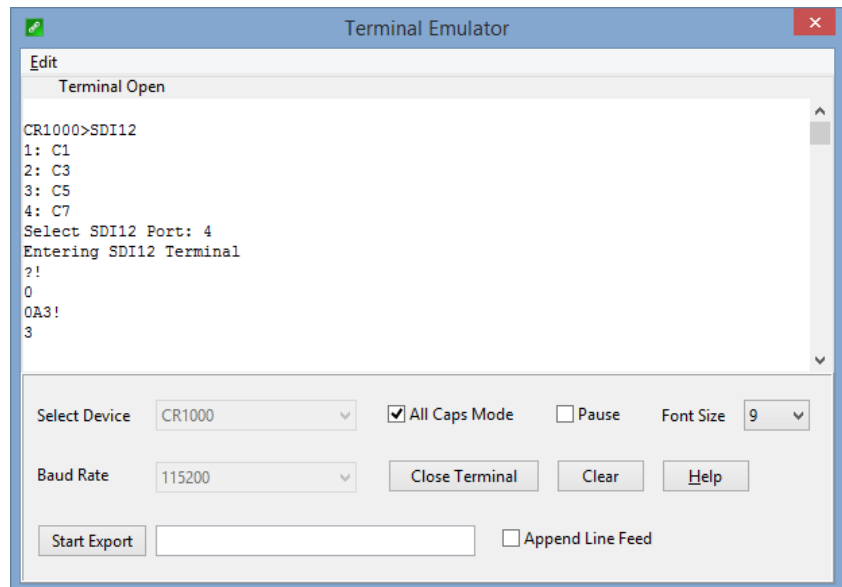 Terminal Emulator
Edit
Terminal Open
CR1000>SDI12
1: C1
2: C3
3: C5
4: C7
Select SDI12 Port: 4
Entering SDI12 Terminal
?!
0
0A3!
3
Select Device CR1000 All Caps Mode Pause Font Size 9
Baud Rate 115200 Close Terminal Clear Help
Start Export Append Line Feed